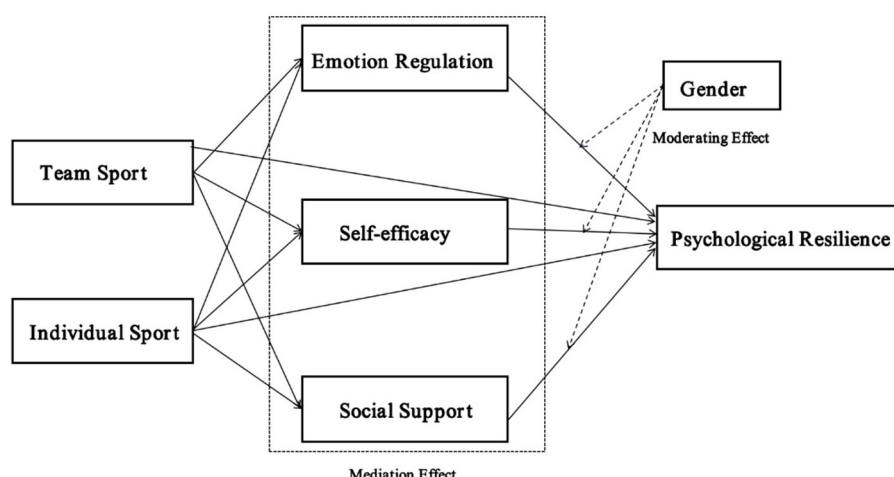 Emotion Regulation
Gender
Moderating Effect
Team Sport
Self-efficacy
Psychological Resilience
Individual Sport
Social Support
Mediation Effect